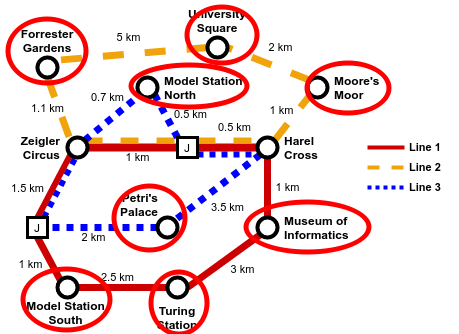 5 km
University
Square
Forrester
Gardens
2 km
Model Station
North
Moore's
Moor
0.7 km
1.1 km
0.5 km
1 km
0.5 km
Zeigler
Circus
J
Harel
Cross
1 km
Line 1
Line 2
Line 3
1.5 km
1 km
Petri's
Palace
3.5 km
J
2 km
Museum of
Informatics
1 km
3 km
2.5 km
Model Station
South
Turing
Station